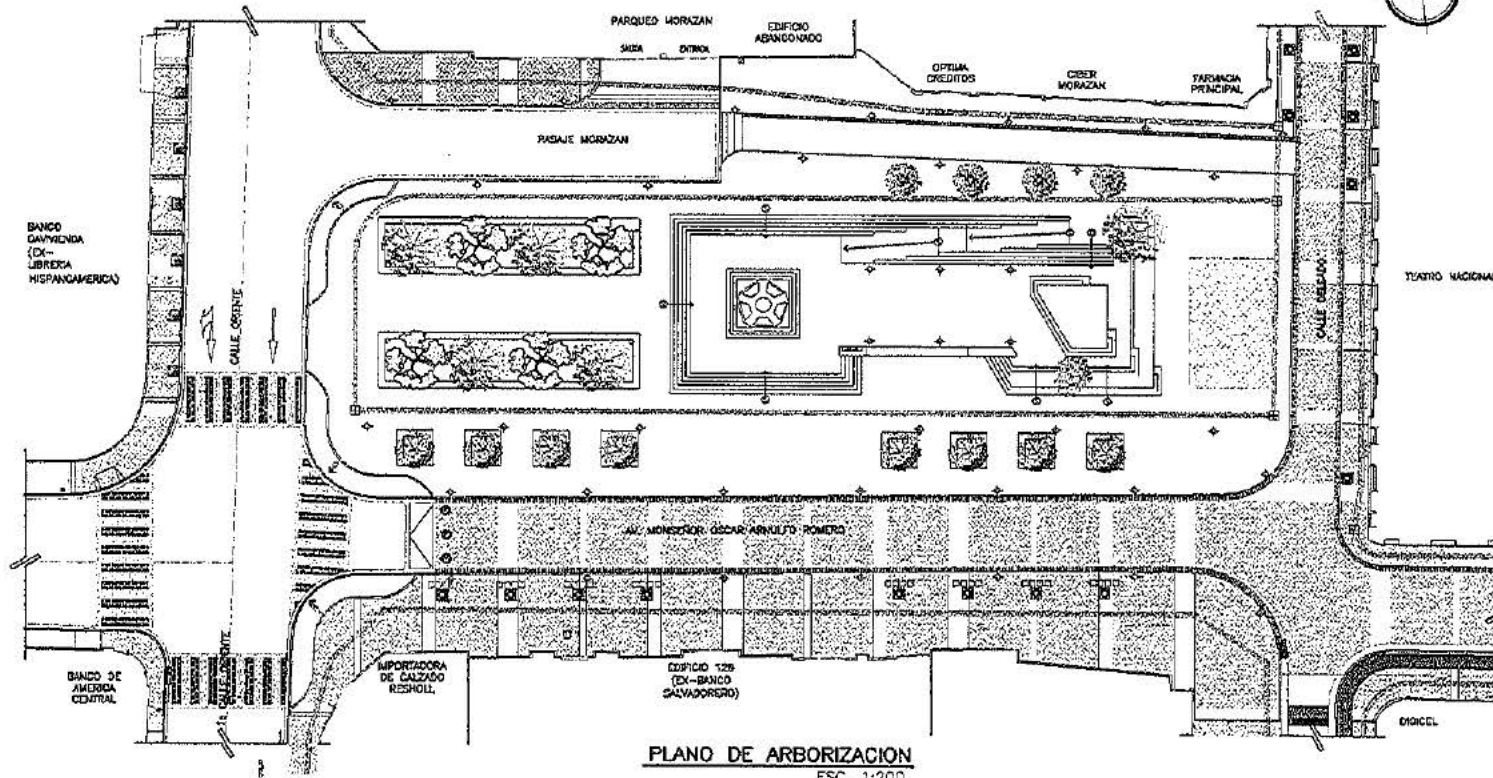 PARQUEO MORAZAN
SALIDA ENTRADA
EDIFICIO
ABANDONADO
OPTIMA
CREDITOS
CIBER
MORAZAN
FARMACIA
PRINCIPAL
PASAJE MORAZAN
BANCO
DAVIVIENDA
(EX-
LIBRERIA
HISPANOAMERICA)
CALLE ORIENTE
CALLE DELGADO
TEATRO NACIONAL
AV. MONSEÑOR OSCAR ARNULFO ROMERO
BANCO DE
AMERICA
CENTRAL
CALLE ORIENTE
IMPORTADORA
DE CALZADO
EDIFICIO
(EX-BANCO
SALVADOREÑO)
DIGICEL
PLANO DE ARBORIZACION
ESC 1:200